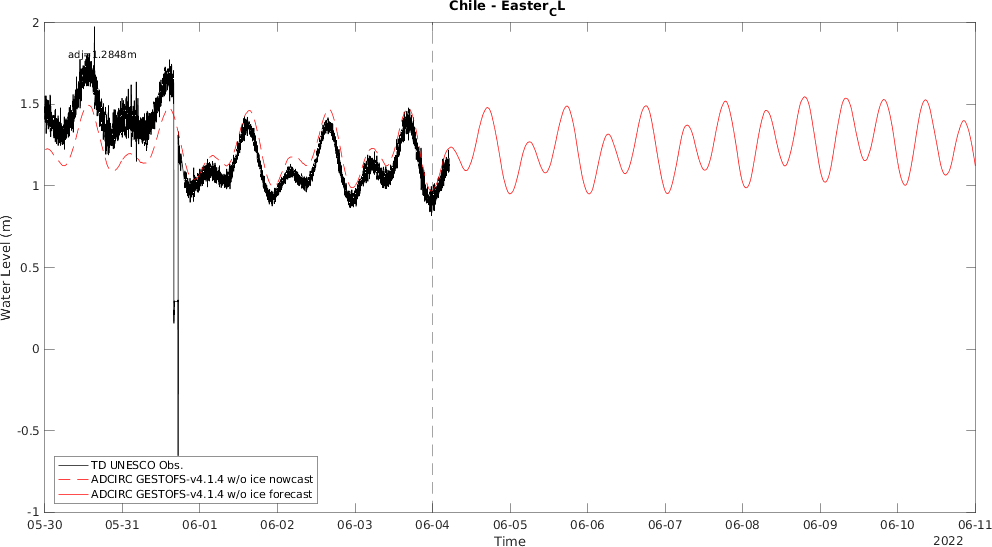 Chile - Easter_CL
2
adj=1.2848m
1.5
1
0.5
0
-0.5
-1
Water Level (m)
TD UNESCO Obs.
ADCIRC GESTOFS-v4.1.4 w/o ice nowcast
ADCIRC GESTOFS-v4.1.4 w/o ice forecast
05-30 05-31 06-01 06-02 06-03 06-04 06-05 06-06 06-07 06-08 06-09 06-10 06-11
Time
2022